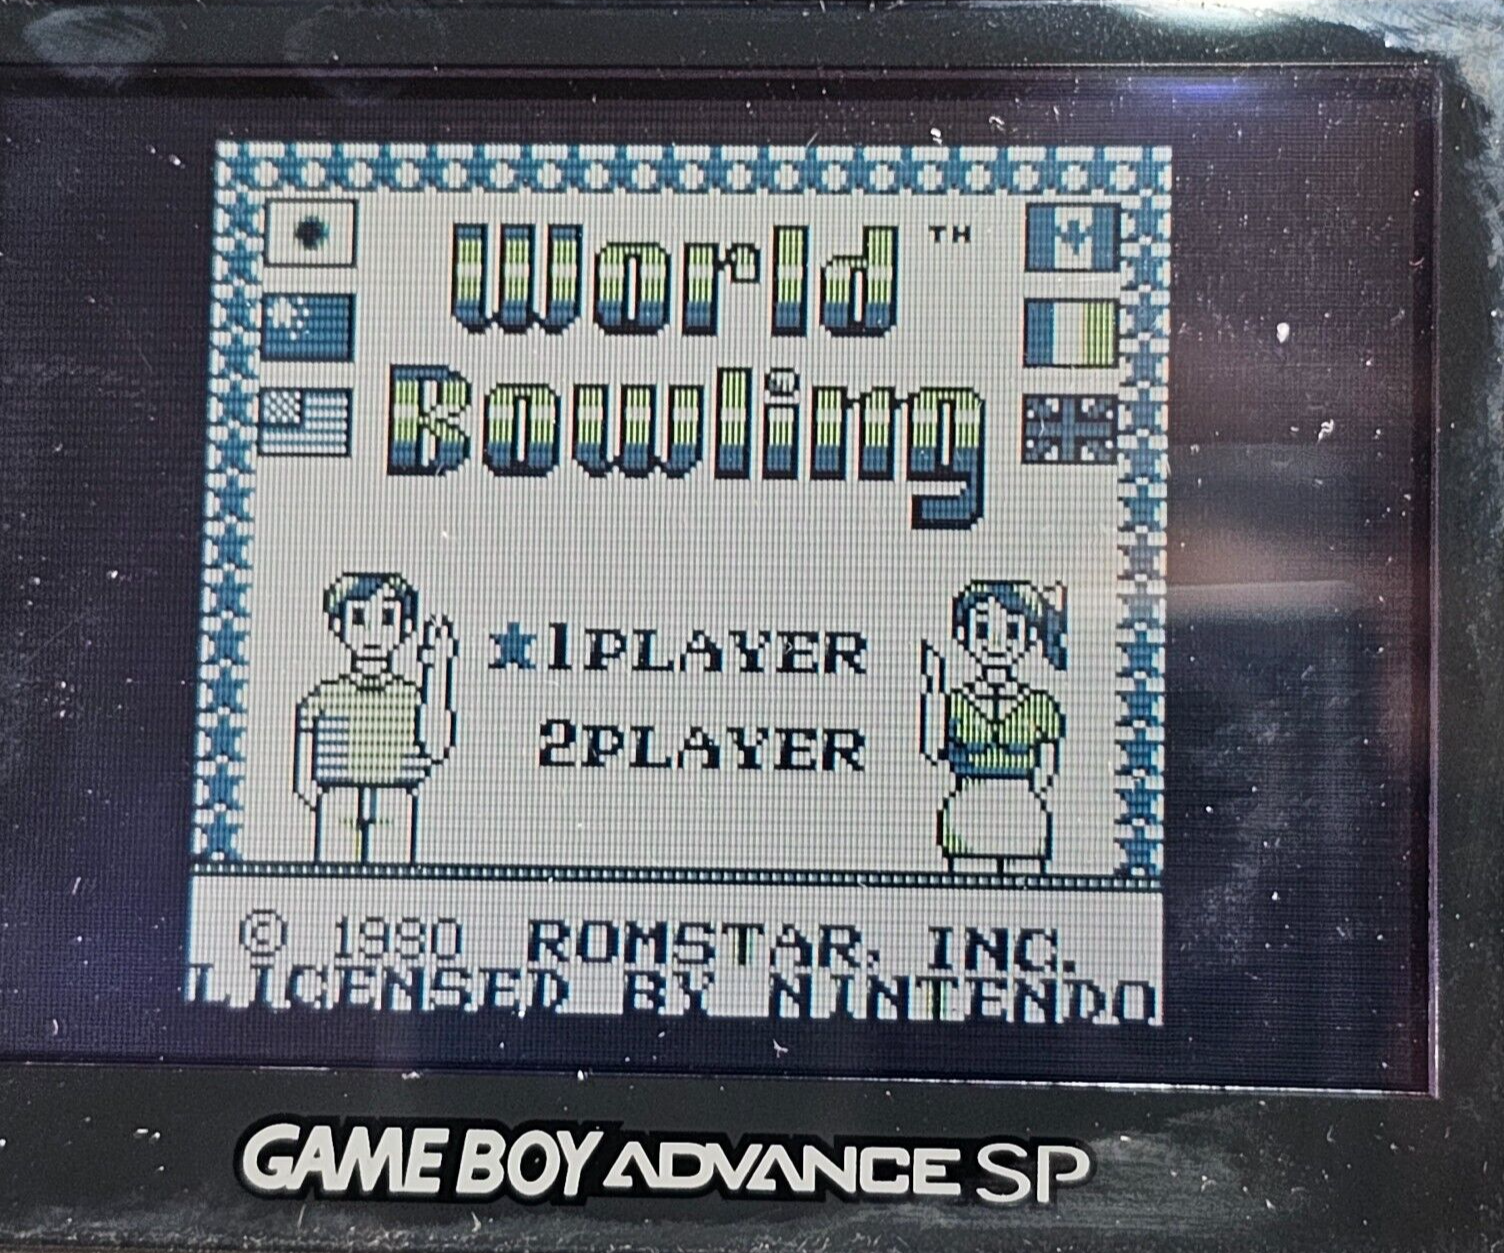 World™
Bowling
★1PLAYER
2PLAYER
© 1990 ROMSTAR, INC.
LICENSED BY NINTENDO
GAME BOY ADVANCE SP